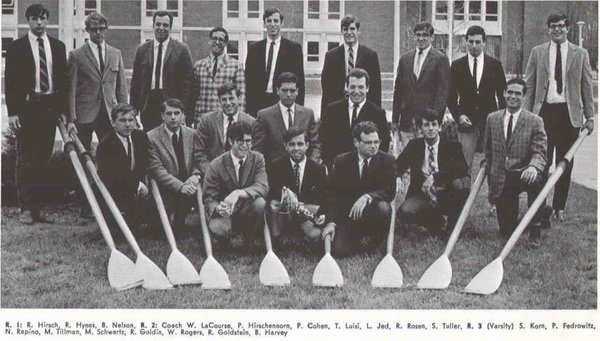 R. 1: R. Hirsch, R. Hynes, B. Nelson, R. 2: Coach W. LaCourse, P. Hirschennorn, P. Cohen, T. Luisi, L. Jed, R. Rosen, S. Tuller, R. 3 (Varsity) S. Korn, P. Fedrowitz,
N. Rapino, M. Tillman, M. Schwartz, R. Goldin, W. Rogers, R. Goldstein, B. Harvey